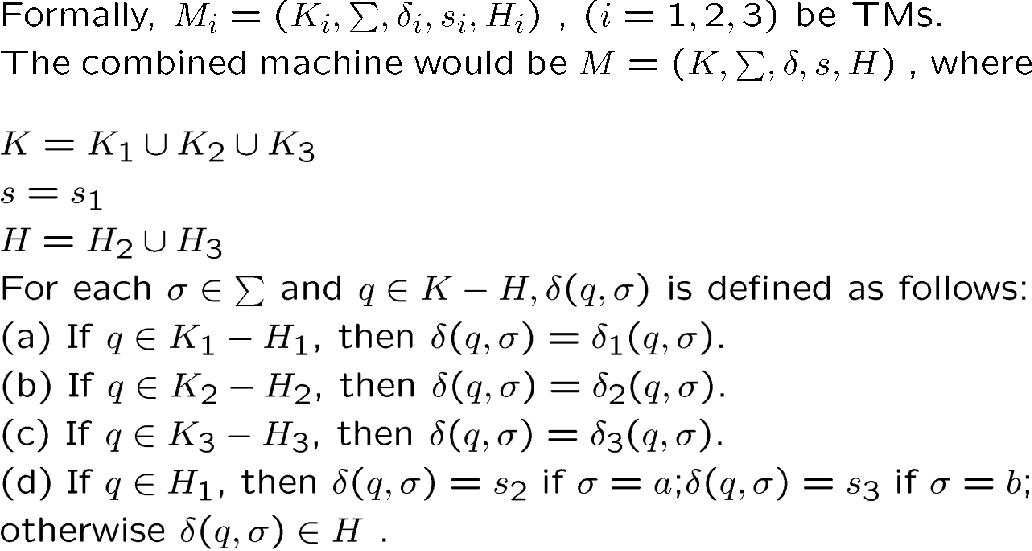 Formally, M_i = (K_i, ∑, δ_i, s_i, H_i) , (i = 1, 2, 3) be TMs.
The combined machine would be M = (K, ∑, δ, s, H) , where
K = K_1 ∪ K_2 ∪ K_3
s = s_1
H = H_2 ∪ H_3
For each σ ∈ ∑ and q ∈ K − H, δ(q, σ) is defined as follows:
(a) If q ∈ K_1 − H_1, then δ(q, σ) = δ_1(q, σ).
(b) If q ∈ K_2 − H_2, then δ(q, σ) = δ_2(q, σ).
(c) If q ∈ K_3 − H_3, then δ(q, σ) = δ_3(q, σ).
(d) If q ∈ H_1, then δ(q, σ) = s_2 if σ = a;δ(q, σ) = s_3 if σ = b;
otherwise δ(q, σ) ∈ H .